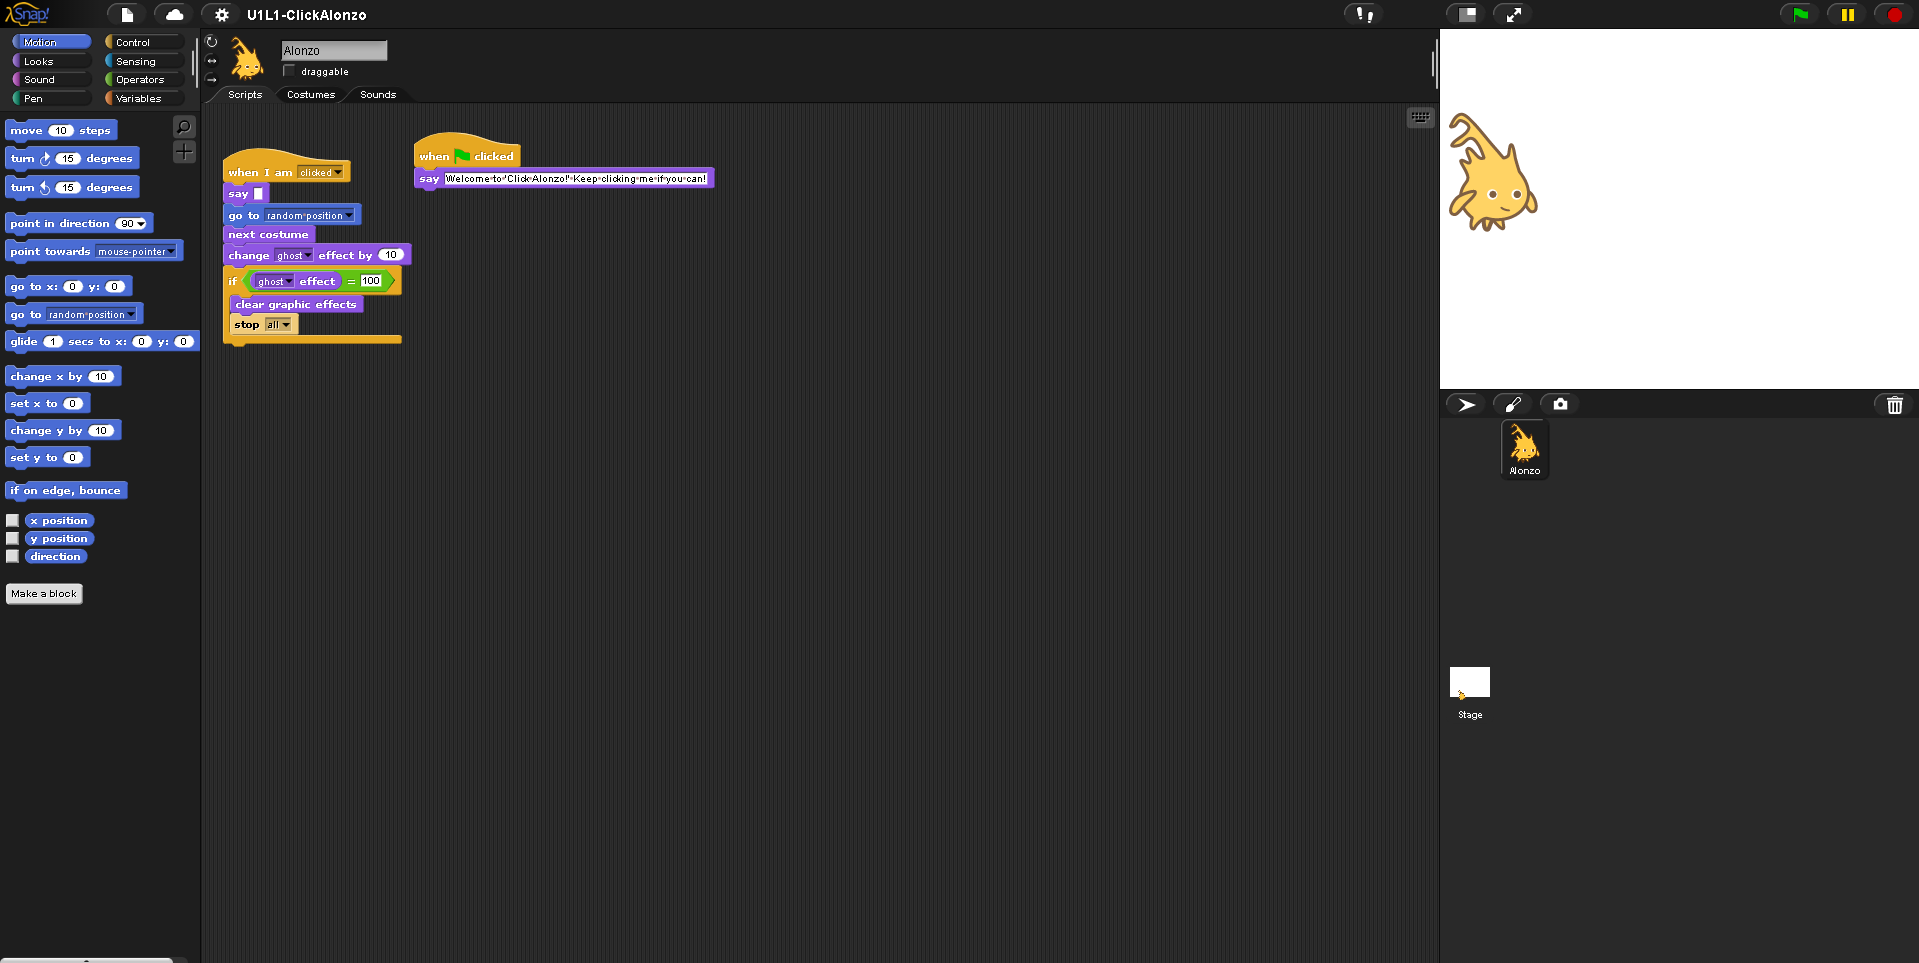 Snap!
U1L1-ClickAlonzo
Motion
Looks
Sound
Pen
Control
Sensing
Operators
Variables
move 10 steps
turn 15 degrees
turn 15 degrees
point in direction 90
point towards mouse-pointer
go to x: 0 y: 0
go to random position
glide 1 secs to x: 0 y: 0
change x by 10
set x to 0
change y by 10
set y to 0
if on edge, bounce
x position
y position
direction
Make a block
Alonzo
draggable
Scripts Costumes Sounds
when I am clicked
say
go to random position
next costume
change ghost effect by 10
if ghost effect = 100
clear graphic effects
stop all
when clicked
say Welcome to 'Click Alonzo!' Keep clicking me if you can!
Alonzo
Stage